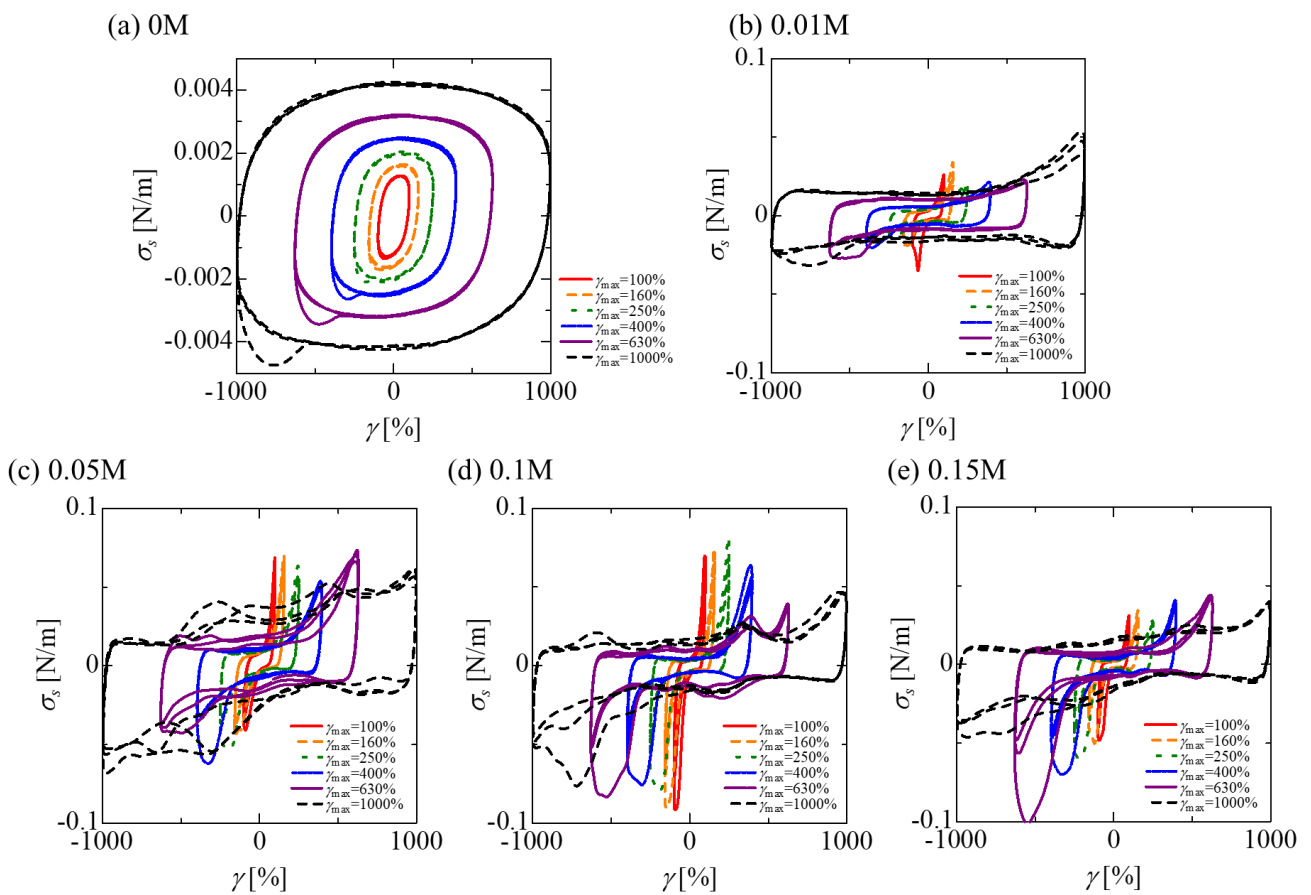 (a) 0M
0.004
0.002
0
-0.002
-0.004
σs [N/m]
-1000
0
1000
γ [%]
γmax=100%
γmax=160%
γmax=250%
γmax=400%
γmax=630%
γmax=1000%
(b) 0.01M
0.1
0
-0.1
σs [N/m]
-1000
0
1000
γ [%]
γmax=100%
γmax=160%
γmax=250%
γmax=400%
γmax=630%
γmax=1000%
(c) 0.05M
0.1
0
-0.1
σs [N/m]
-1000
0
1000
γ [%]
γmax=100%
γmax=160%
γmax=250%
γmax=400%
γmax=630%
γmax=1000%
(d) 0.1M
0.1
0
-0.1
σs [N/m]
-1000
0
1000
γ [%]
γmax=100%
γmax=160%
γmax=250%
γmax=400%
γmax=630%
γmax=1000%
(e) 0.15M
0.1
0
-0.1
σs [N/m]
-1000
0
1000
γ [%]
γmax=100%
γmax=160%
γmax=250%
γmax=400%
γmax=630%
γmax=1000%